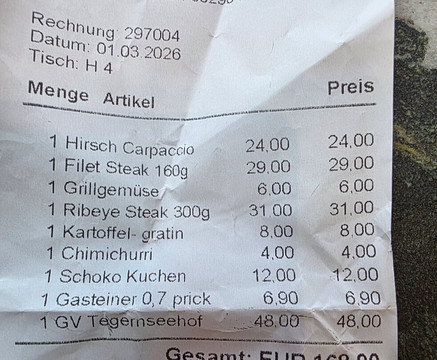 Rechnung 297004
Datum: 01.03.2026
Tisch: H 4
Menge Artikel Preis
1 Hirsch Carpaccio 24,00 24,00
1 Filet Steak 160g 29,00 29,00
1 Grillgemüse 6,00 6,00
1 Ribeye Steak 300g 31,00 31,00
1 Kartoffel- gratin 8,00 8,00
1 Chimichurri 4,00 4,00
1 Schoko Kuchen 12,00 12,00
1 Gasteiner 0,7 prick 6,90 6,90
1 GV Tegernseehof 48,00 48,00
Gesamt: EUR